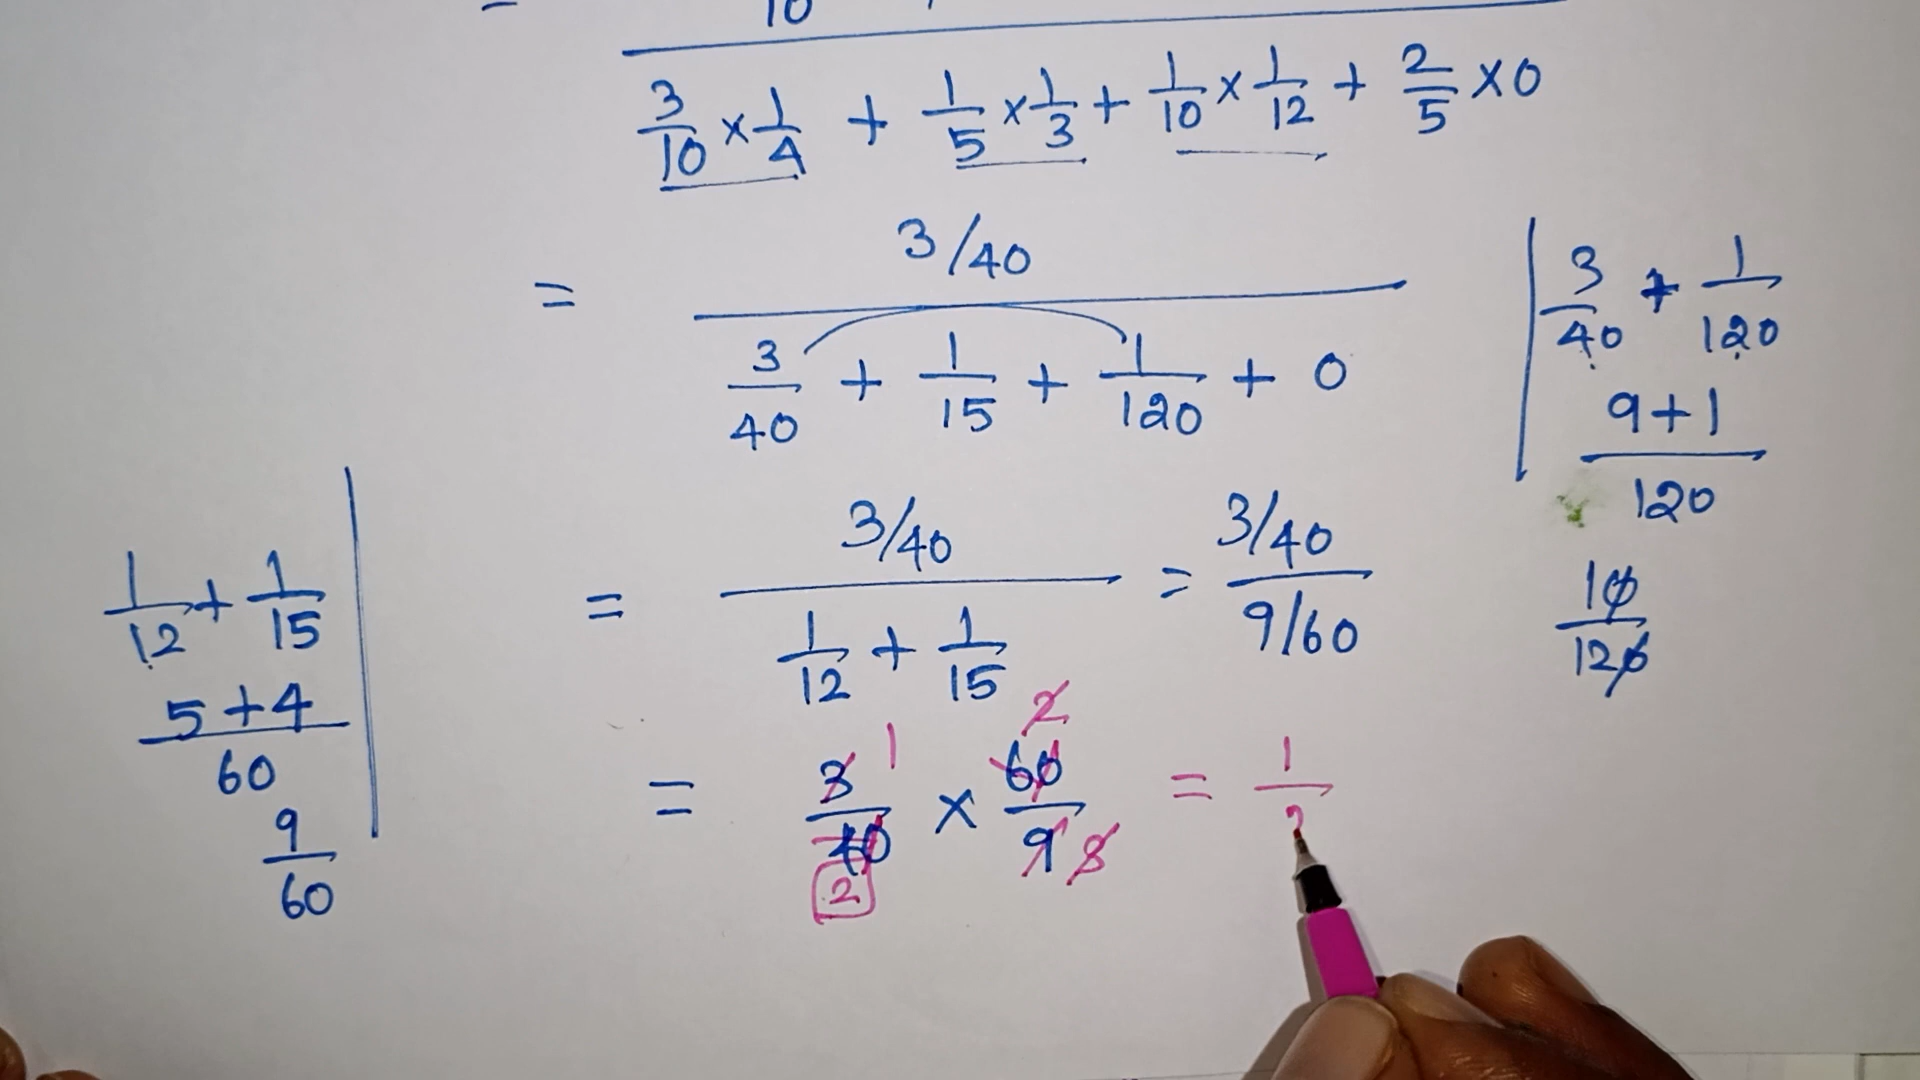 10
3/10 × 1/4 + 1/5 × 1/3 + 1/10 × 1/12 + 2/5 × 0
= 3/40
3/40 + 1/15 + 1/120 + 0
3/40 + 1/120
9+1
120
10
120
= 3/40 = 3/40
1/12 + 1/15 9/60
1/12 + 1/15
5+4
60
9
60
= 3/40 × 60/9 = 1
1 2
2 3